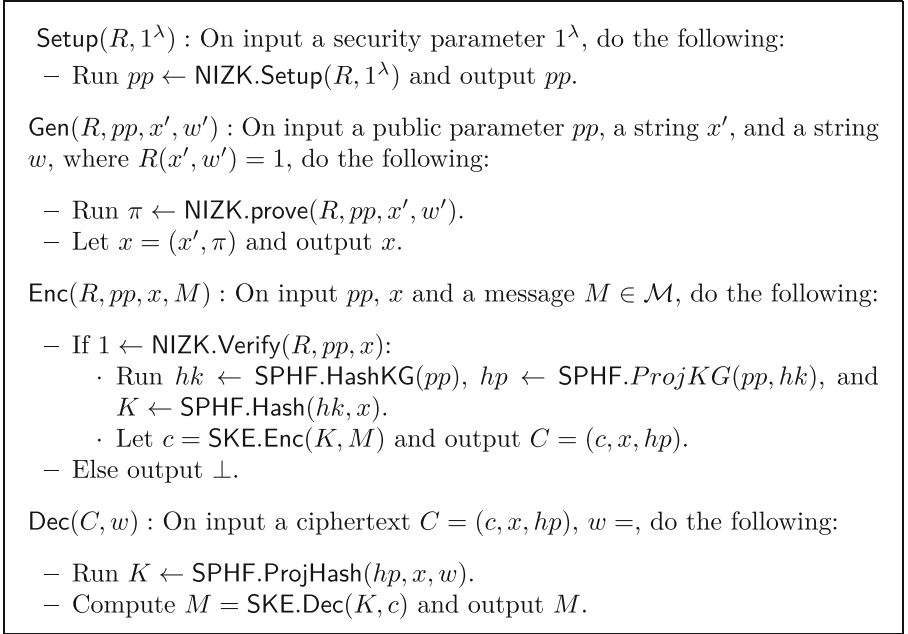 Setup(R, 1^λ) : On input a security parameter 1^λ, do the following:
– Run pp ← NIZK.Setup(R, 1^λ) and output pp.
Gen(R, pp, x′, w′) : On input a public parameter pp, a string x′, and a string
w, where R(x′, w′) = 1, do the following:
– Run π ← NIZK.prove(R, pp, x′, w′).
– Let x = (x′, π) and output x.
Enc(R, pp, x, M) : On input pp, x and a message M ∈ ℳ, do the following:
– If 1 ← NIZK.Verify(R, pp, x):
· Run hk ← SPHF.HashKG(pp), hp ← SPHF.ProjKG(pp, hk), and
K ← SPHF.Hash(hk, x).
· Let c = SKE.Enc(K, M) and output C = (c, x, hp).
– Else output ⊥.
Dec(C, w) : On input a ciphertext C = (c, x, hp), w =, do the following:
– Run K ← SPHF.ProjHash(hp, x, w).
– Compute M = SKE.Dec(K, c) and output M.